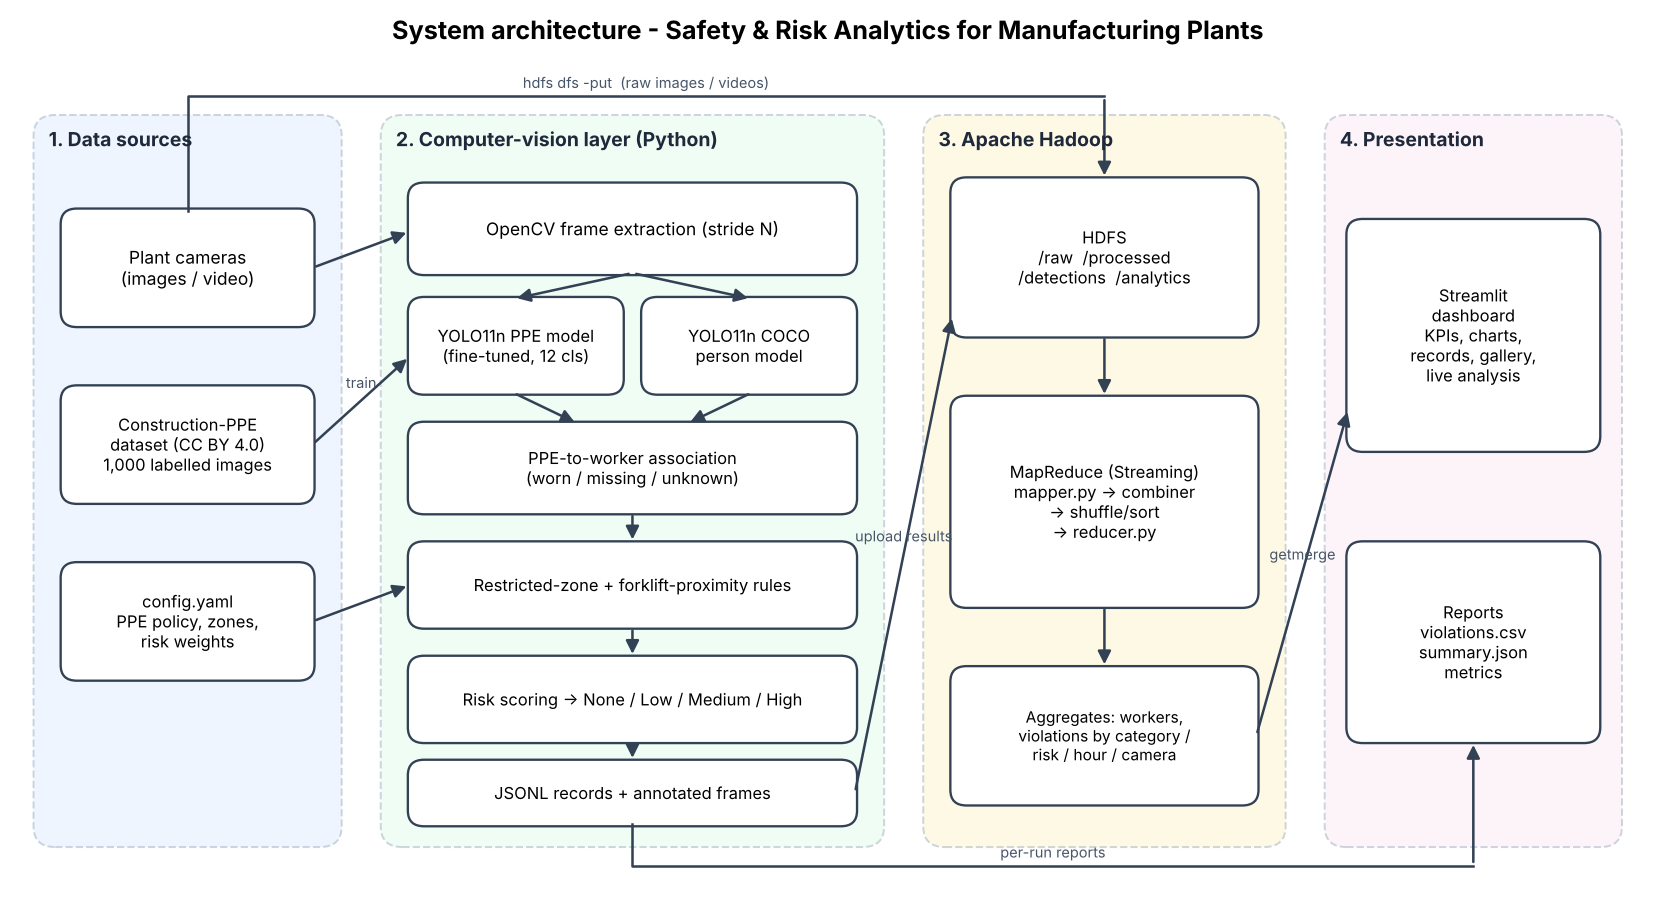 System architecture - Safety & Risk Analytics for Manufacturing Plants
hdfs dfs -put  (raw images / videos)
1. Data sources
Plant cameras
(images / video)
Construction-PPE
dataset (CC BY 4.0)
1,000 labelled images
config.yaml
PPE policy, zones,
risk weights
train
2. Computer-vision layer (Python)
OpenCV frame extraction (stride N)
YOLO11n PPE model
(fine-tuned, 12 cls)
YOLO11n COCO
person model
PPE-to-worker association
(worn / missing / unknown)
Restricted-zone + forklift-proximity rules
Risk scoring → None / Low / Medium / High
JSONL records + annotated frames
upload results
3. Apache Hadoop
HDFS
/raw  /processed
/detections  /analytics
MapReduce (Streaming)
mapper.py → combiner
→ shuffle/sort
→ reducer.py
Aggregates: workers,
violations by category /
risk / hour / camera
getmerge
4. Presentation
Streamlit
dashboard
KPIs, charts,
records, gallery,
live analysis
Reports
violations.csv
summary.json
metrics
per-run reports